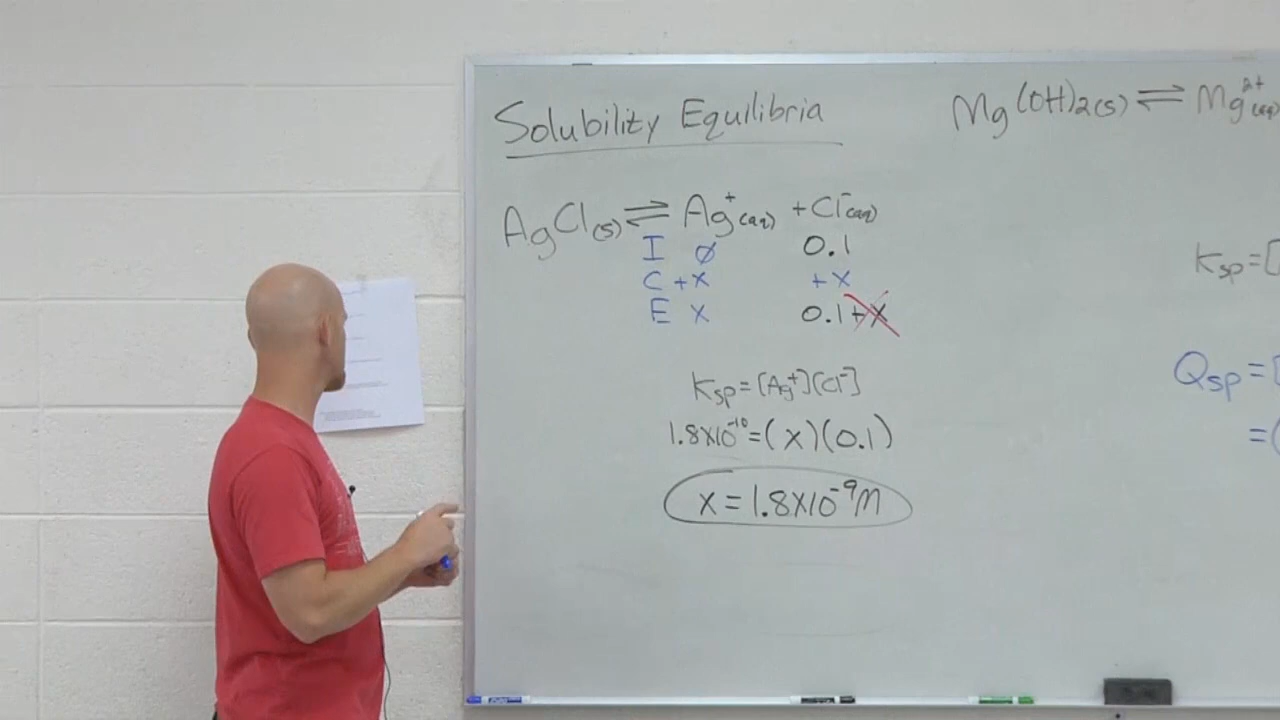 Solubility Equilibria
AgCl(s) ⇌ Ag⁺(aq) + Cl⁻(aq)
I ∅ 0.1
C +x +x
E x 0.1+x
Ksp=[Ag⁺][Cl⁻]
1.8x10⁻¹⁰=(x)(0.1)
x=1.8x10⁻⁹M
Mg(OH)₂(s) ⇌ Mg²⁺(aq)
Ksp=[
Qsp=[
=(